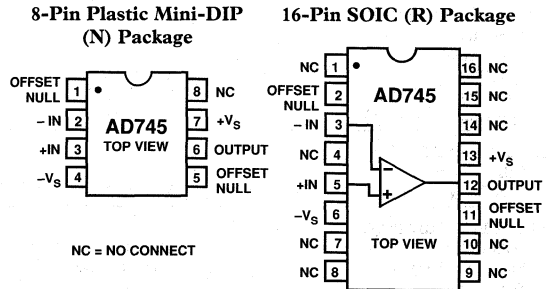 8-Pin Plastic Mini-DIP
(N) Package
OFFSET
NULL
1
8
NC
– IN
2
AD745
7
+VS
+IN
3
TOP VIEW
6
OUTPUT
–VS
4
5
OFFSET
NULL
NC = NO CONNECT
16-Pin SOIC (R) Package
NC
1
16
NC
OFFSET
NULL
2
AD745
15
NC
– IN
3
14
NC
NC
4
–
13
+VS
+IN
5
+
12
OUTPUT
–VS
6
11
OFFSET
NULL
NC
7
TOP VIEW
10
NC
NC
8
9
NC